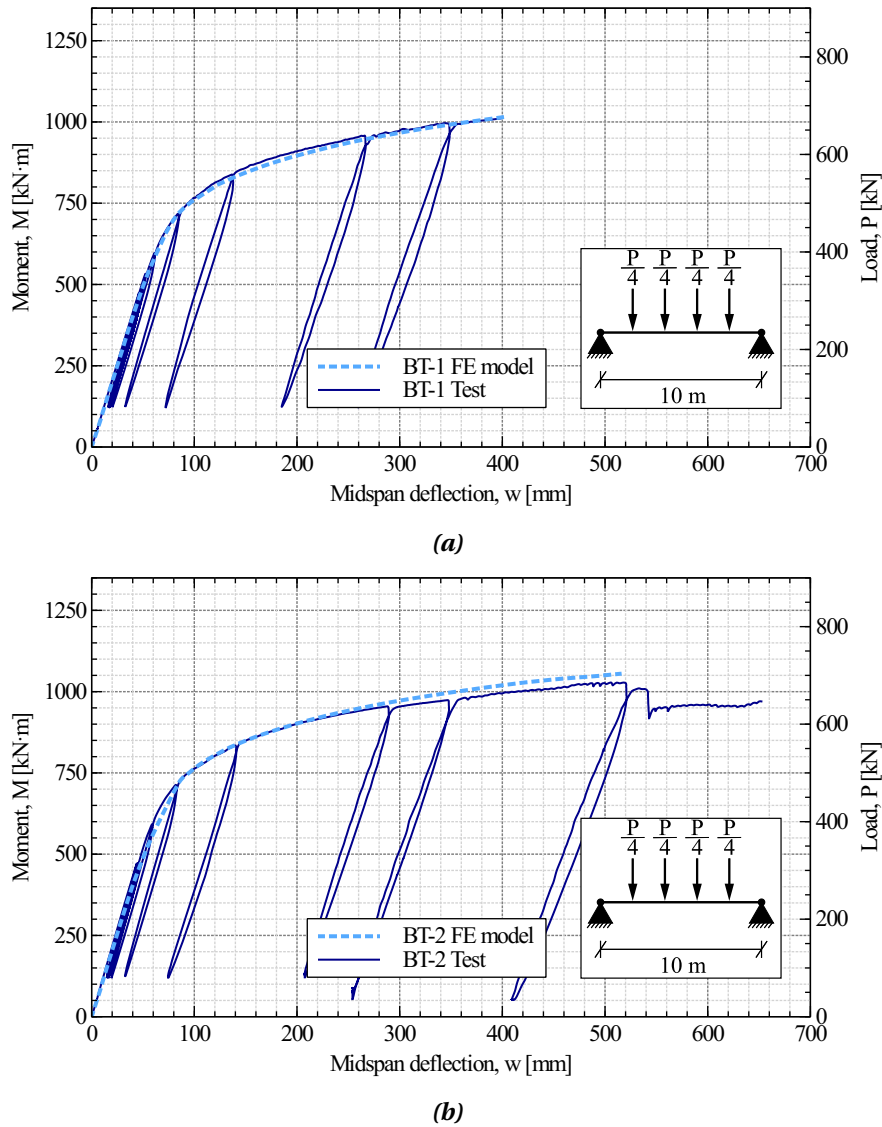 1250
1000
750
500
250
0
Moment, M [kN·m]
800
600
400
200
0
Load, P [kN]
P/4 P/4 P/4 P/4
10 m
BT-1 FE model
BT-1 Test
0 100 200 300 400 500 600 700
Midspan deflection, w [mm]
(a)
1250
1000
750
500
250
0
Moment, M [kN·m]
800
600
400
200
0
Load, P [kN]
P/4 P/4 P/4 P/4
10 m
BT-2 FE model
BT-2 Test
0 100 200 300 400 500 600 700
Midspan deflection, w [mm]
(b)